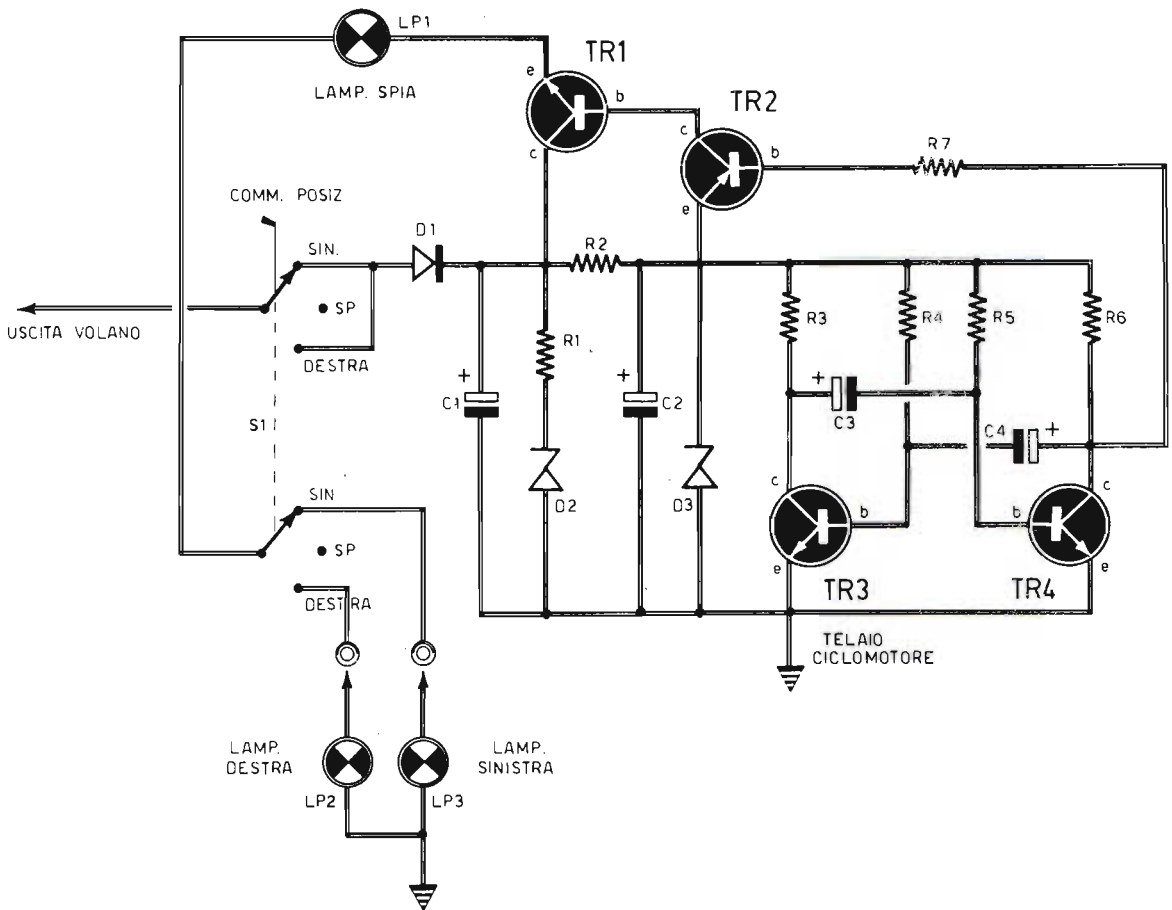 LP1
LAMP. SPIA
TR1
e
b
c
TR2
c
b
e
R7
COMM. POSIZ
SIN.
D1
R2
SP
USCITA VOLANO
DESTRA
R1
R3
R4
R5
R6
+
C1
+
C2
+
C3
C4
+
S1
D2
D3
c
b
e
TR3
b
c
e
TR4
SIN
SP
DESTRA
TELAIO
CICLOMOTORE
LAMP.
DESTRA
LP2
LAMP.
SINISTRA
LP3